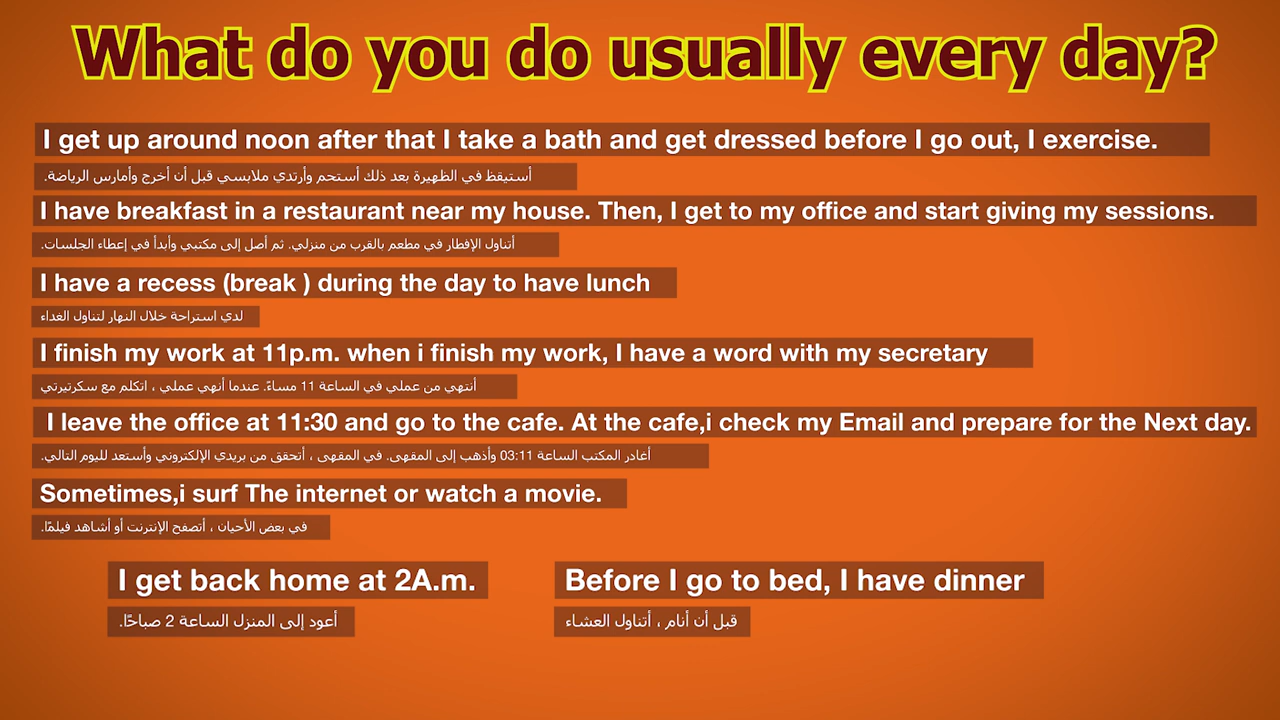 What do you do usually every day?
I get up around noon after that I take a bath and get dressed before I go out, I exercise.
أستيقظ في الظهيرة بعد ذلك أستحم وأرتدي ملابسي قبل أن أخرج وأمارس الرياضة.
I have breakfast in a restaurant near my house. Then, I get to my office and start giving my sessions.
أتناول الإفطار في مطعم بالقرب من منزلي. ثم أصل إلى مكتبي وأبدأ في إعطاء الجلسات.
I have a recess (break ) during the day to have lunch
لدي استراحة خلال النهار لتناول الغداء
I finish my work at 11p.m. when i finish my work, I have a word with my secretary
أنتهي من عملي في الساعة 11 مساءً. عندما أنهي عملي ، اتكلم مع سكرتيرتي
I leave the office at 11:30 and go to the cafe. At the cafe,i check my Email and prepare for the Next day.
أغادر المكتب الساعة 03:11 وأذهب إلى المقهى. في المقهى ، أتحقق من بريدي الإلكتروني وأستعد لليوم التالي.
Sometimes,i surf The internet or watch a movie.
في بعض الأحيان ، أتصفح الإنترنت أو أشاهد فيلمًا.
I get back home at 2A.m.
أعود إلى المنزل الساعة 2 صباحًا.
Before I go to bed, I have dinner
قبل أن أنام ، أتناول العشاء